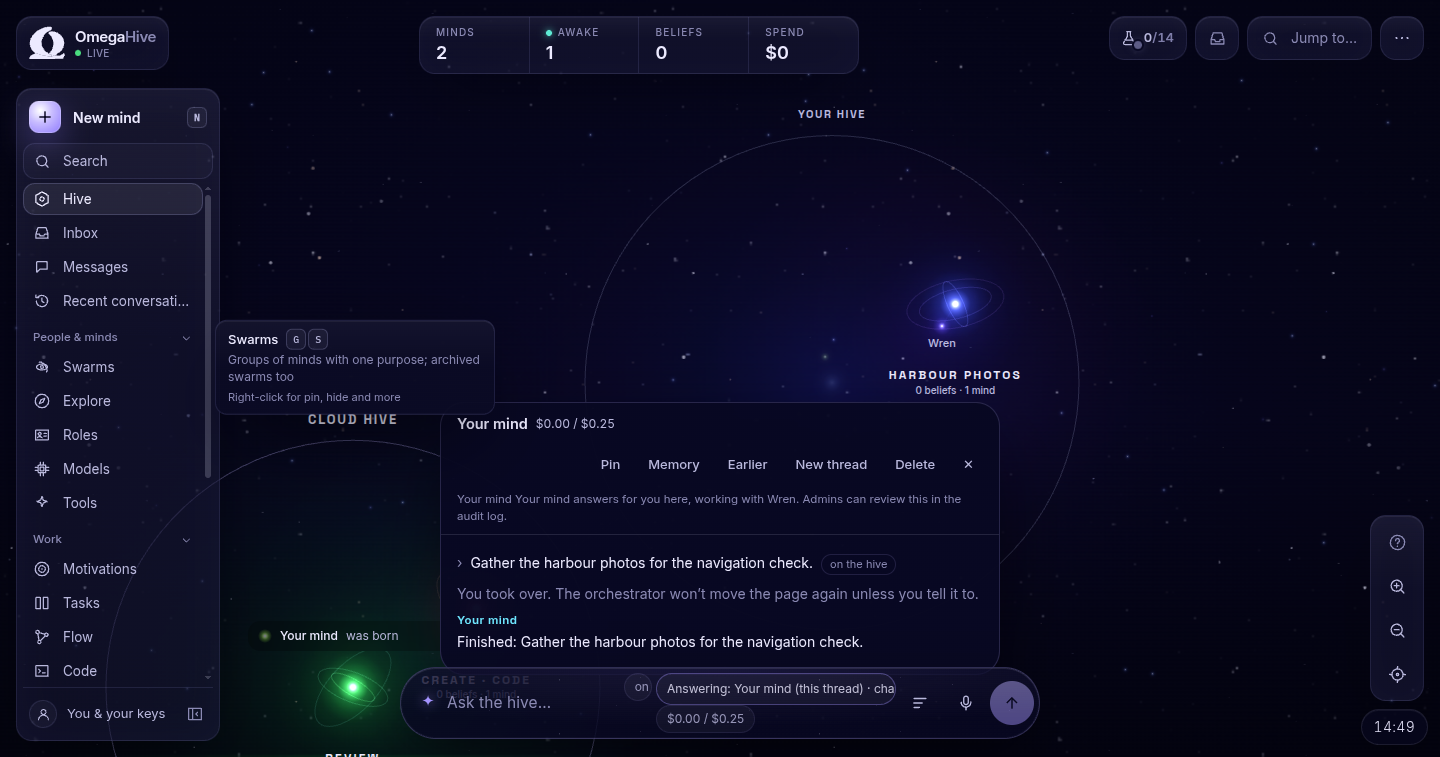 OmegaHive
LIVE
MINDS
2
AWAKE
1
BELIEFS
0
SPEND
$0
0/14
Jump to...
New mind
N
Search
Hive
Inbox
Messages
Recent conversati...
People & minds
Swarms
Explore
Roles
Models
Tools
Work
Motivations
Tasks
Flow
Code
You & your keys
Swarms G S
Groups of minds with one purpose; archived
swarms too
Right-click for pin, hide and more
YOUR HIVE
Wren
HARBOUR PHOTOS
0 beliefs · 1 mind
CLOUD HIVE
Your mind $0.00 / $0.25
Pin Memory Earlier New thread Delete ×
Your mind Your mind answers for you here, working with Wren. Admins can review this in the
audit log.
› Gather the harbour photos for the navigation check. on the hive
You took over. The orchestrator won't move the page again unless you tell it to.
Your mind
Finished: Gather the harbour photos for the navigation check.
Your mind was born
CREATE · CODE
0 beliefs · 1 mind
Ask the hive...
on
Answering: Your mind (this thread) · cha
$0.00 / $0.25
REVIEW
14:49